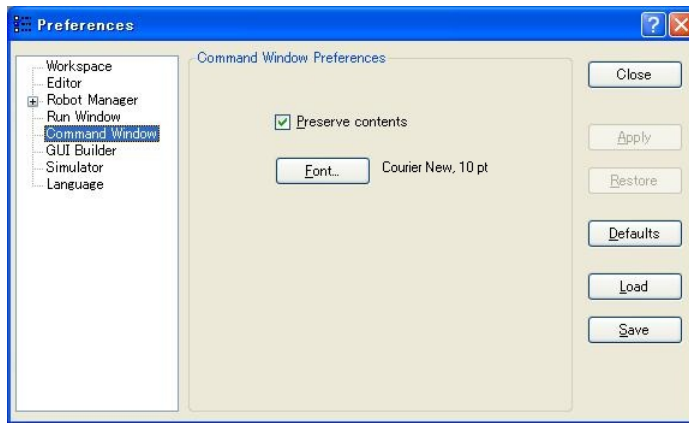 Preferences
Workspace
Editor
Robot Manager
Run Window
Command Window
GUI Builder
Simulator
Language
Command Window Preferences
Preserve contents
Font...
Courier New, 10 pt
Close
Apply
Restore
Defaults
Load
Save